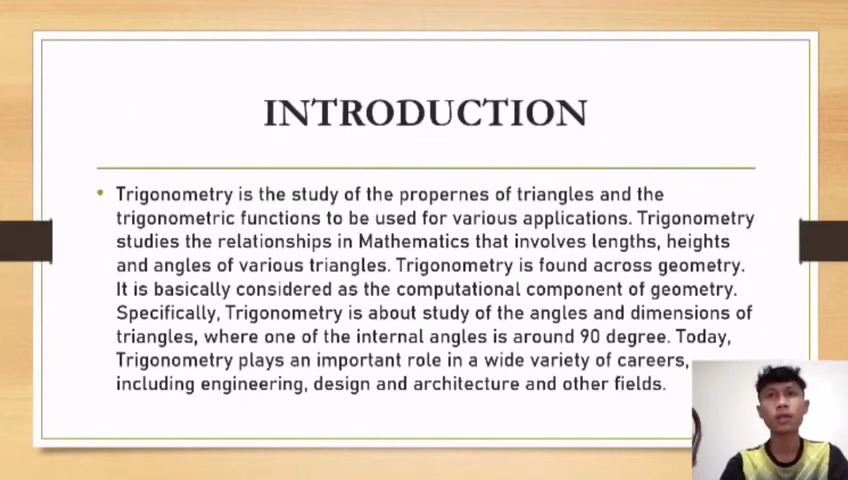 INTRODUCTION
• Trigonometry is the study of the propernes of triangles and the
trigonometric functions to be used for various applications. Trigonometry
studies the relationships in Mathematics that involves lengths, heights
and angles of various triangles. Trigonometry is found across geometry.
It is basically considered as the computational component of geometry.
Specifically, Trigonometry is about study of the angles and dimensions of
triangles, where one of the internal angles is around 90 degree. Today,
Trigonometry plays an important role in a wide variety of careers,
including engineering, design and architecture and other fields.